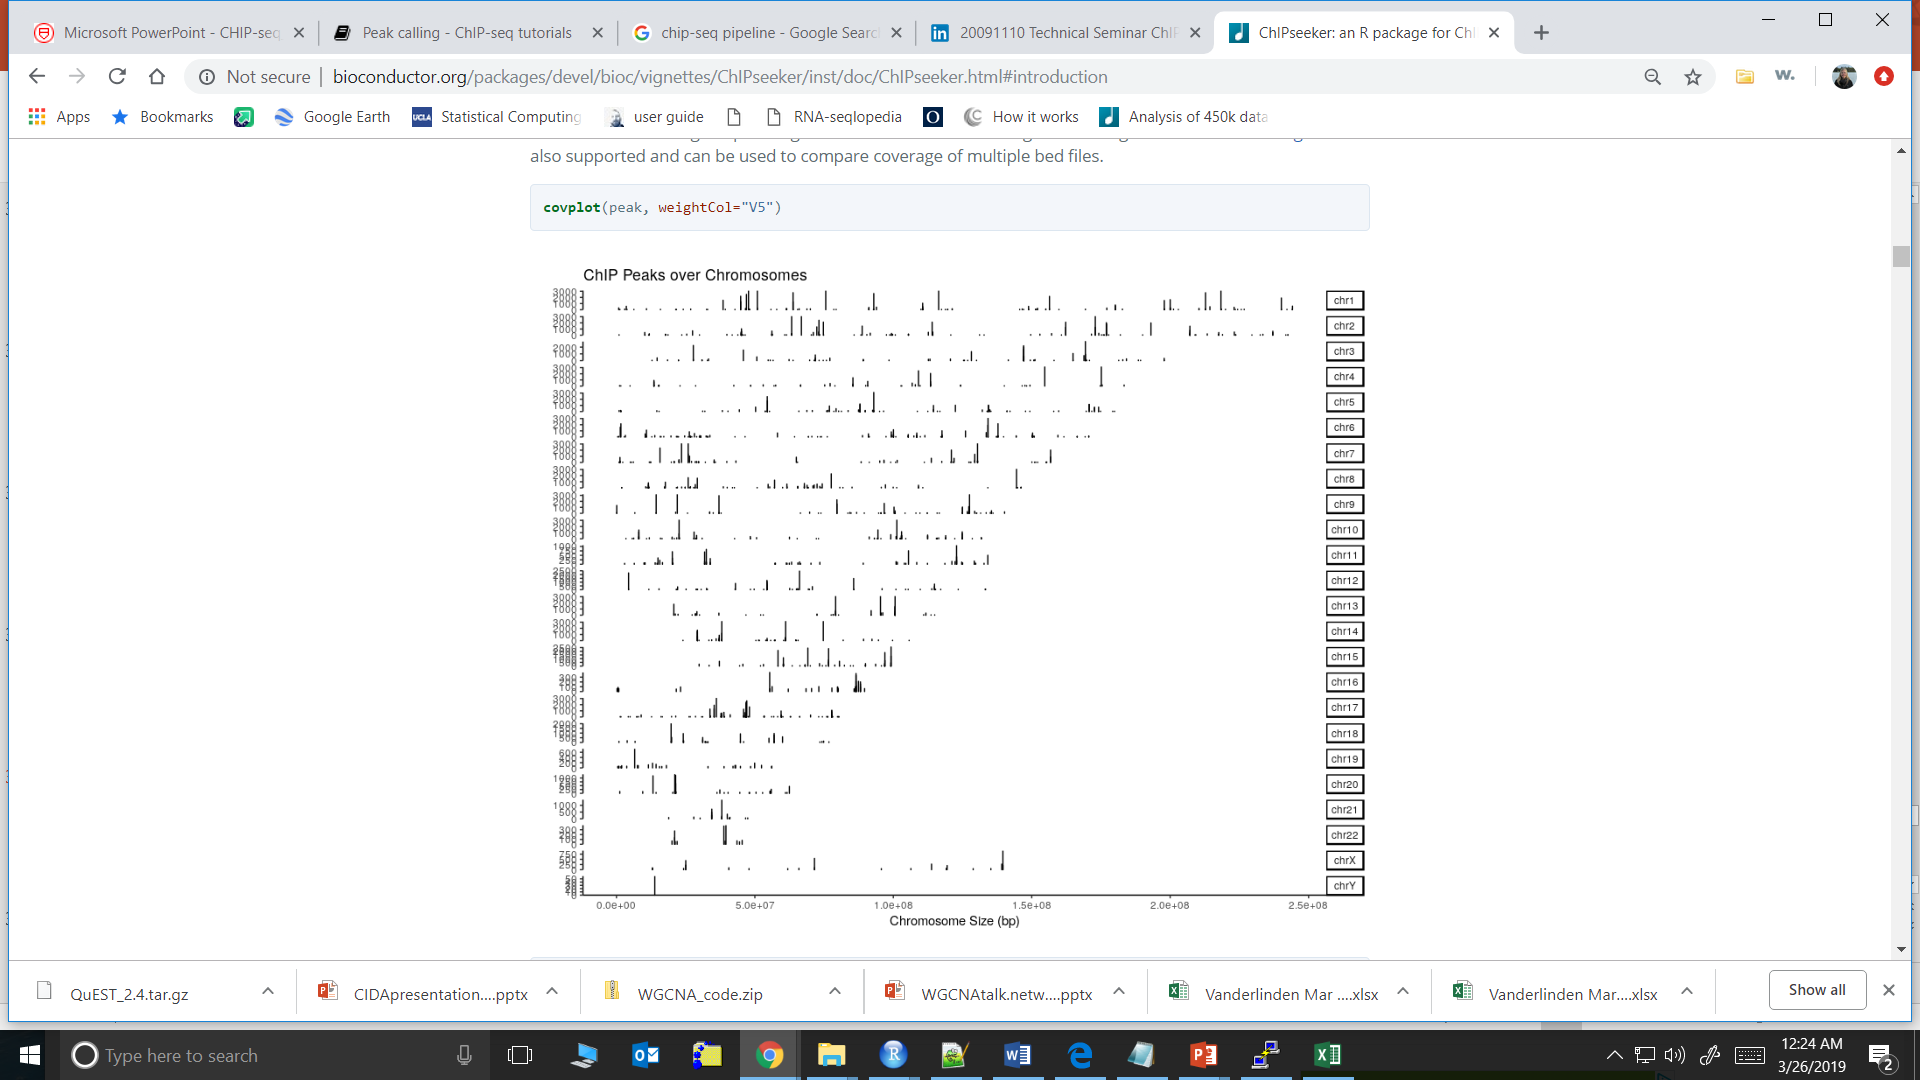 Microsoft PowerPoint - CHIP-seq
Peak calling - ChIP-seq tutorials
chip-seq pipeline - Google Searc
20091110 Technical Seminar ChIP
ChIPseeker: an R package for Ch
Not secure | bioconductor.org/packages/devel/bioc/vignettes/ChIPseeker/inst/doc/ChIPseeker.html#introduction
w.
Apps
Bookmarks
Google Earth
UCLA
Statistical Computing
user guide
RNA-seqlopedia
How it works
Analysis of 450k data
also supported and can be used to compare coverage of multiple bed files.
covplot(peak, weightCol="V5")
ChIP Peaks over Chromosomes
chr1
chr2
chr3
chr4
chr5
chr6
chr7
chr8
chr9
chr10
chr11
chr12
chr13
chr14
chr15
chr16
chr17
chr18
chr19
chr20
chr21
chr22
chrX
chrY
0.0e+00 5.0e+07 1.0e+08 1.5e+08 2.0e+08 2.5e+08
Chromosome Size (bp)
QuEST_2.4.tar.gz
CIDApresentation....pptx
WGCNA_code.zip
WGCNAtalk.netw....pptx
Vanderlinden Mar ....xlsx
Vanderlinden Mar....xlsx
Show all
Type here to search
12:24 AM
3/26/2019
2